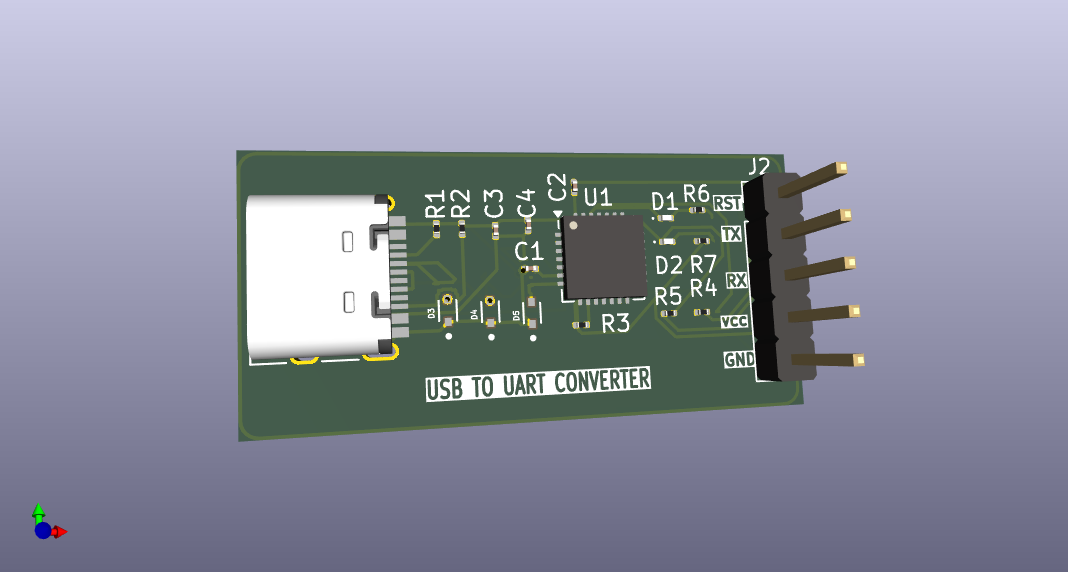 J2
C2
U1
D1
R6
R1
R2
C3
C4
RST
TX
C1
D2
R7
RX
R5
R4
D3
D4
D5
R3
VCC
GND
USB TO UART CONVERTER